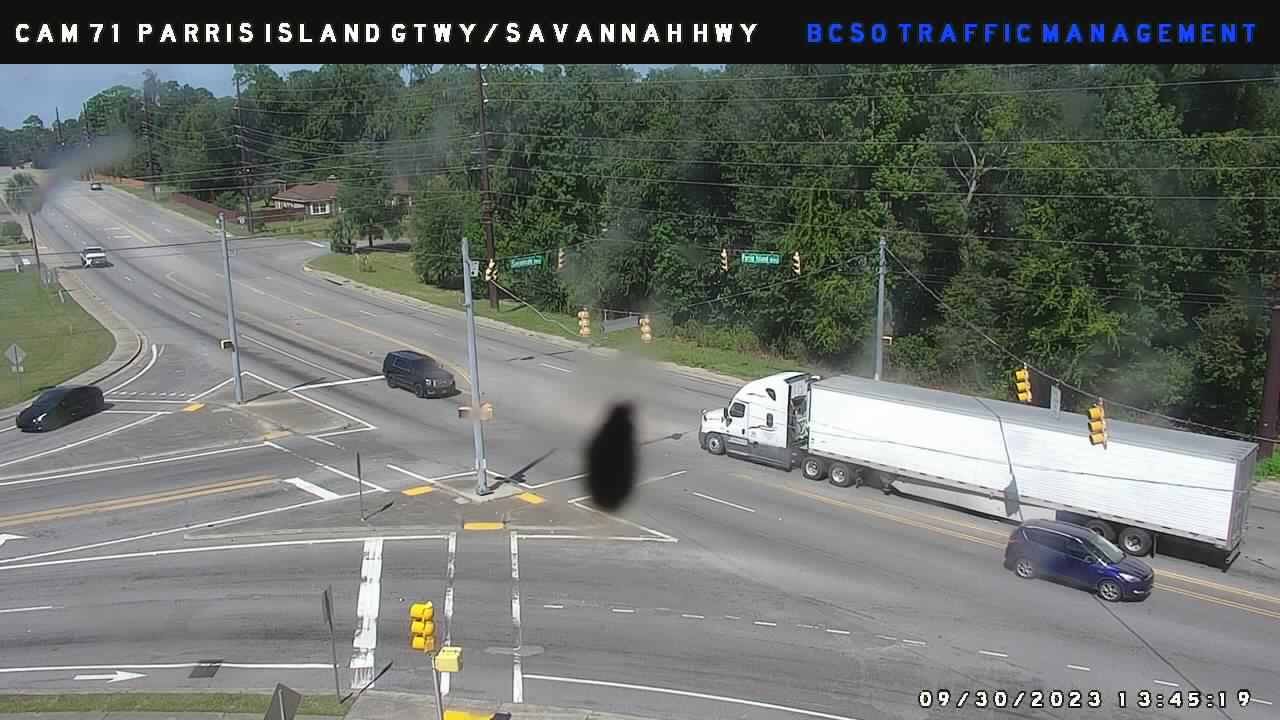 CAM 71 PARRIS ISLAND GTWY/SAVANNAH HWY BCSO TRAFFIC MANAGEMENT
09/30/2023 13:45:19